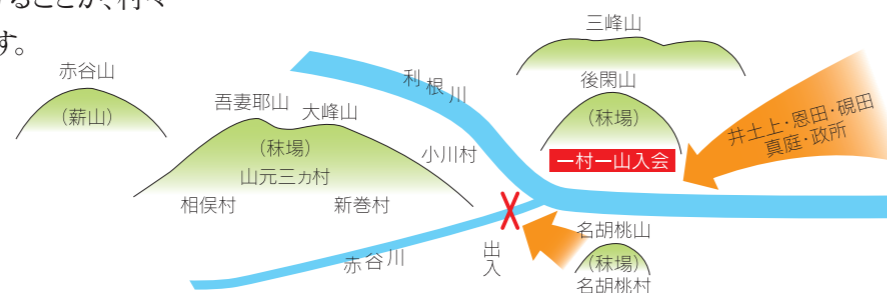 ることが、村々
す。
赤谷山
（薪山）
吾妻耶山
大峰山
（秣場）
山元三カ村
相俣村
新巻村
小川村
利根川
赤谷川
三峰山
後閑山
（秣場）
一村一山入会
井土上・恩田・硯田
真庭・政所
出入
名胡桃山
（秣場）
名胡桃村